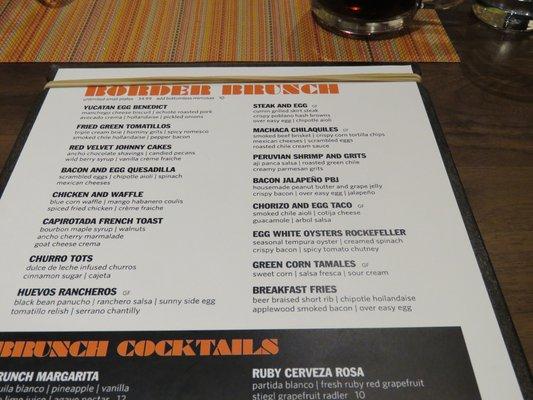 BORDER BRUNCH
unlimited small plates 34.99 add bottomless mimosas 10
YUCATAN EGG BENEDICT
manchego cheese biscuit | achiote roasted pork
avocado crema | hollandaise | pickled onions
FRIED GREEN TOMATILLOS
triple cream brie | hominy grits | spicy romesco
smoked chile hollandaise | pepper bacon
RED VELVET JOHNNY CAKES
ancho chocolate shavings | candied pecans
wild berry syrup | vanilla crème fraiche
BACON AND EGG QUESADILLA
scrambled eggs | chipotle aioli | spinach
mexican cheeses
CHICKEN AND WAFFLE
blue corn waffle | mango habanero coulis
spiced fried chicken | crème fraiche
CAPIROTADA FRENCH TOAST
bourbon maple syrup | walnuts
ancho cherry marmalade
goat cheese crema
CHURRO TOTS
dulce de leche infused churros
cinnamon sugar | cajeta
HUEVOS RANCHEROS GF
black bean panucho | ranchero salsa | sunny side egg
tomatillo relish | serrano chantilly
STEAK AND EGG GF
cumin grilled skirt steak
crispy poblano hash browns
over easy egg | chipotle aioli
MACHACA CHILAQUILES GF
smoked beef brisket | crispy corn tortilla chips
mexican cheeses | scrambled eggs
roasted chile cream sauce
PERUVIAN SHRIMP AND GRITS
aji panca salsa | roasted green chile
creamy parmesan grits
BACON JALAPEÑO PBJ
housemade peanut butter and grape jelly
crispy bacon | over easy egg | jalapeño
CHORIZO AND EGG TACO GF
smoked chile aioli | cotija cheese
guacamole | arbol salsa
EGG WHITE OYSTERS ROCKEFELLER
seasonal tempura oyster | creamed spinach
crispy bacon | spicy tomato chutney
GREEN CORN TAMALES GF
sweet corn | salsa fresca | sour cream
BREAKFAST FRIES
beer braised short rib | chipotle hollandaise
applewood smoked bacon | over easy egg
BRUNCH COCKTAILS
BRUNCH MARGARITA
tequila blanco | pineapple | vanilla
lime juice | agave nectar 12
RUBY CERVEZA ROSA
partida blanco | fresh ruby red grapefruit
stiegl grapefruit radler 10